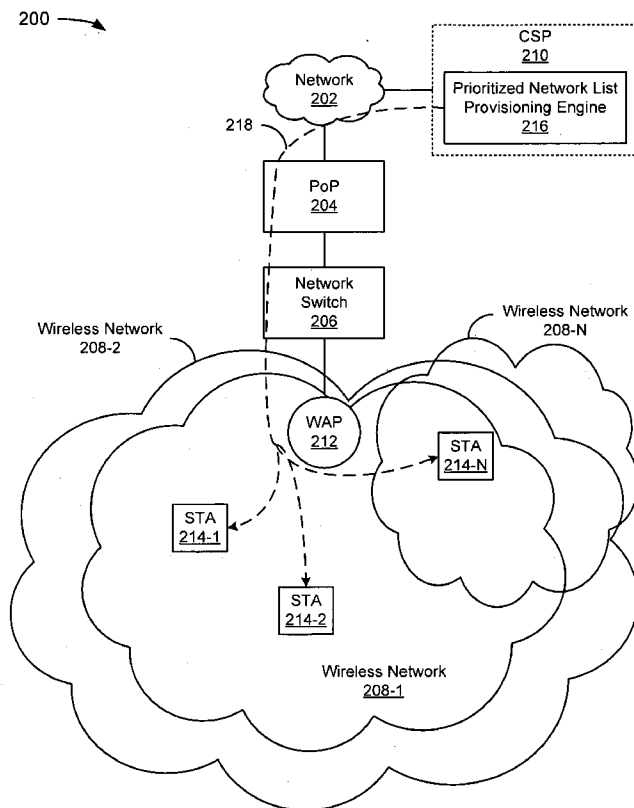 200
CSP
210
Network
202
Prioritized Network List
Provisioning Engine
216
218
PoP
204
Network
Switch
206
Wireless Network
208-2
Wireless Network
208-N
WAP
212
STA
214-N
STA
214-1
STA
214-2
Wireless Network
208-1